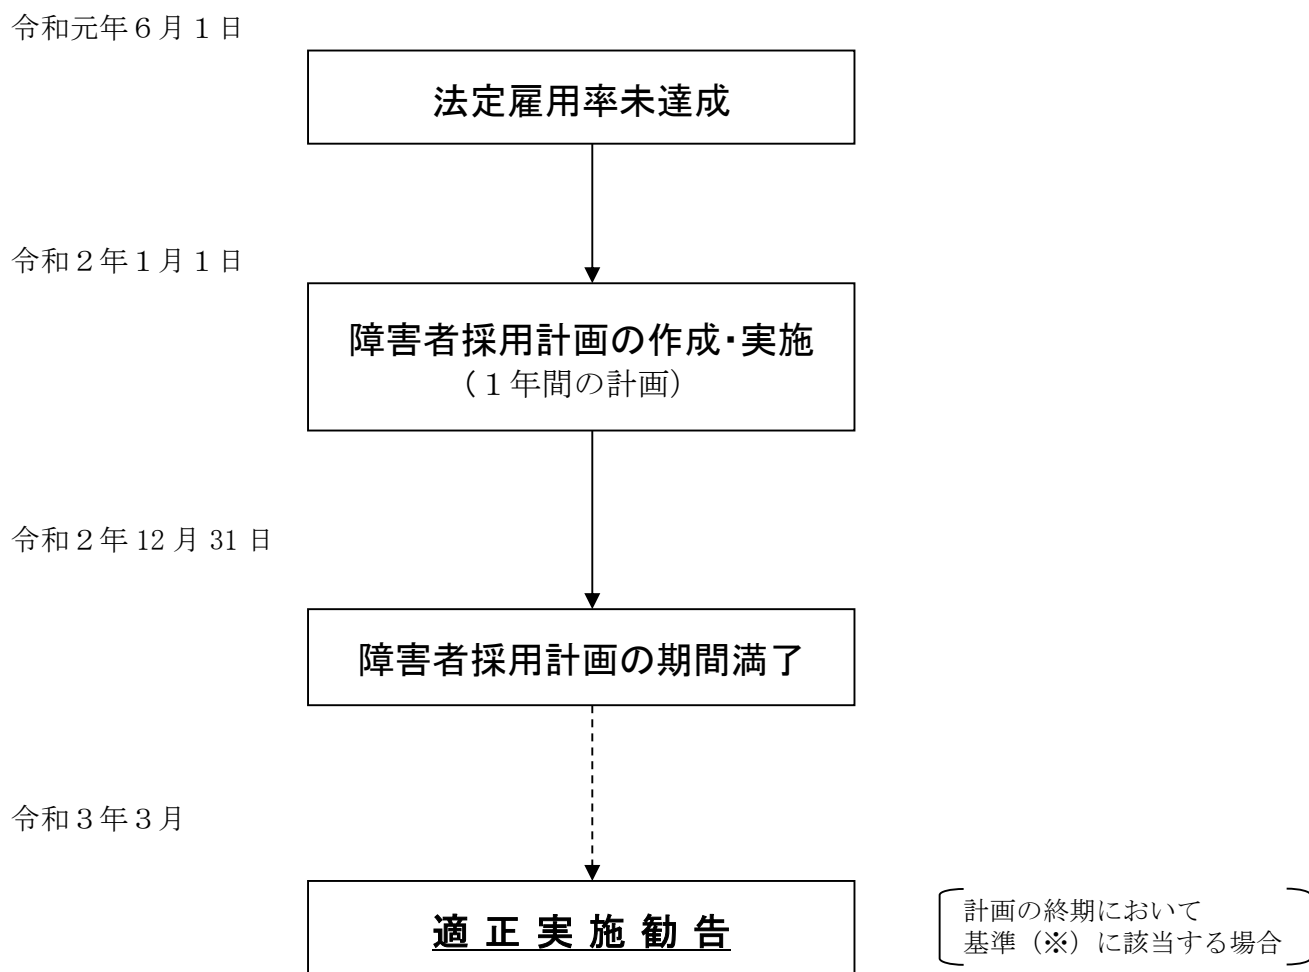 令和元年６月１日
法定雇用率未達成
令和２年１月１日
障害者採用計画の作成・実施
（１年間の計画）
令和２年 12 月 31 日
障害者採用計画の期間満了
令和３年３月
適 正 実 施 勧 告
計画の終期において
基準（※）に該当する場合